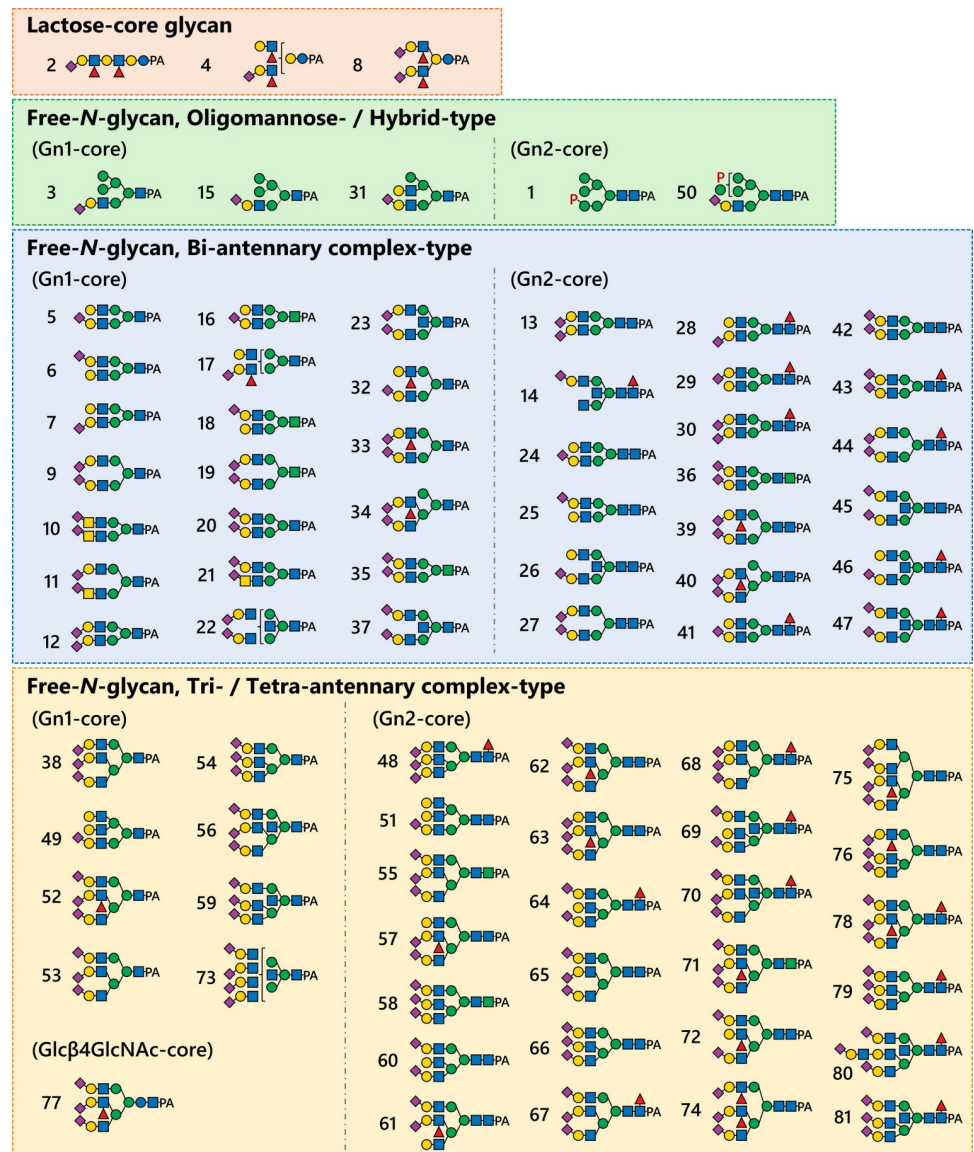 Lactose-core glycan
2 PA
4 PA
8 PA
Free-N-glycan, Oligomannose- / Hybrid-type
(Gn1-core)
3 PA
15 PA
31 PA
(Gn2-core)
1 P PA
50 P PA
Free-N-glycan, Bi-antennary complex-type
(Gn1-core)
5 PA
6 PA
7 PA
9 PA
10 PA
11 PA
12 PA
16 PA
17 PA
18 PA
19 PA
20 PA
21 PA
22 PA
23 PA
32 PA
33 PA
34 PA
35 PA
37 PA
(Gn2-core)
13 PA
14 PA
24 PA
25 PA
26 PA
27 PA
28 PA
29 PA
30 PA
36 PA
39 PA
40 PA
41 PA
42 PA
43 PA
44 PA
45 PA
46 PA
47 PA
Free-N-glycan, Tri- / Tetra-antennary complex-type
(Gn1-core)
38 PA
49 PA
52 PA
53 PA
54 PA
56 PA
59 PA
73 PA
(Glcβ4GlcNAc-core)
77 PA
(Gn2-core)
48 PA
51 PA
55 PA
57 PA
58 PA
60 PA
61 PA
62 PA
63 PA
64 PA
65 PA
66 PA
67 PA
68 PA
69 PA
70 PA
71 PA
72 PA
74 PA
75 PA
76 PA
78 PA
79 PA
80 PA
81 PA